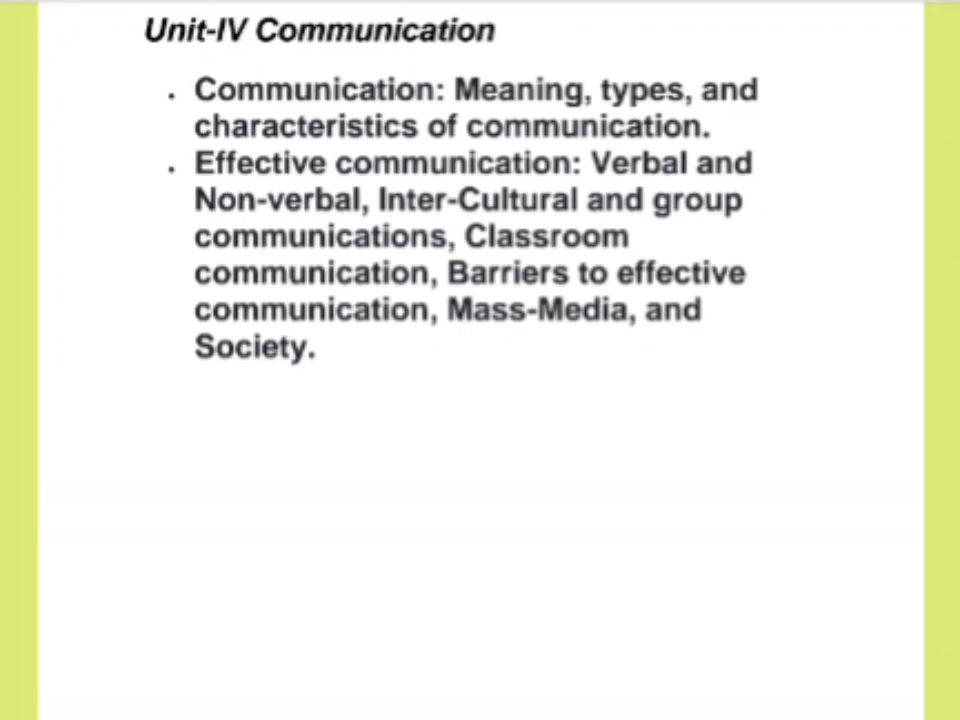 Unit-IV Communication
. Communication: Meaning, types, and
characteristics of communication.
. Effective communication: Verbal and
Non-verbal, Inter-Cultural and group
communications, Classroom
communication, Barriers to effective
communication, Mass-Media, and
Society.